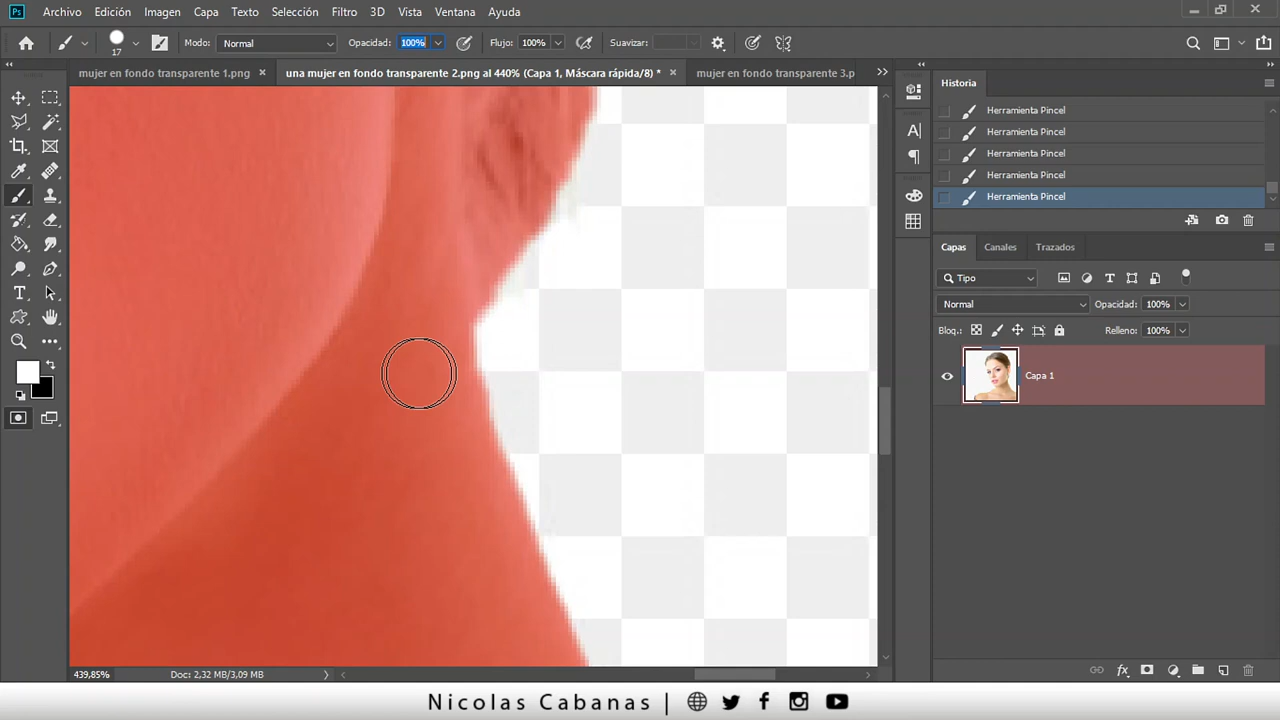 Ps Archivo Edición Imagen Capa Texto Selección Filtro 3D Vista Ventana Ayuda
17 Modo: Normal Opacidad: 100% Flujo: 100% Suavizar:
mujer en fondo transparente 1.png × una mujer en fondo transparente 2.png al 440% (Capa 1, Máscara rápida/8) * × mujer en fondo transparente 3.p
Historia
Herramienta Pincel
Herramienta Pincel
Herramienta Pincel
Herramienta Pincel
Herramienta Pincel
Capas Canales Trazados
Tipo
Normal Opacidad: 100%
Bloq.: Relleno: 100%
Capa 1
439,85% Doc: 2,32 MB/3,09 MB
Nicolas Cabanas |